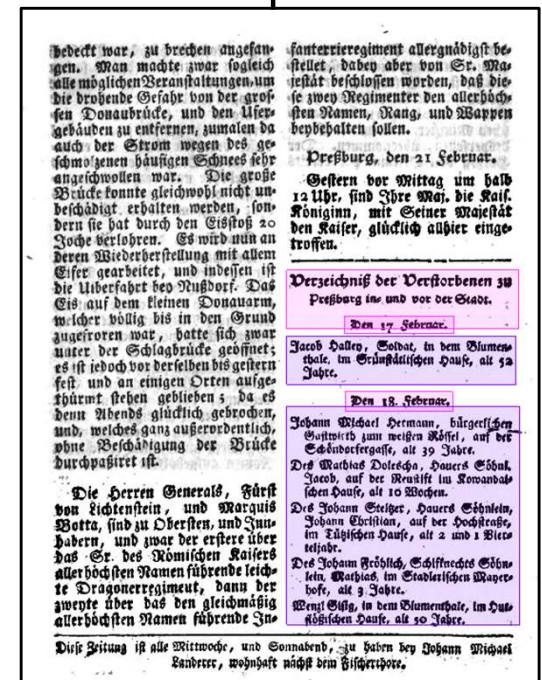 bedeckt war, zu brechen angefan-
gen. Man machte zwar sogleich
alle möglichen Veranstaltungen, um
die drohende Gefahr von der gros-
sen Donaubrücke, und den Ufer-
gebäuden zu entfernen, zumalen da
auch der Strom wegen des ge-
schmolzenen häufigen Schnees sehr
angeschwollen war. Die große
Brücke konnte gleichwohl nicht un-
beschädigt erhalten werden, son-
dern sie hat durch den Eisstoß 20
Joche verlohren. Es wird nun an
deren Wiederherstellung mit allem
Eifer gearbeitet, und indessen ist
die Uiberfahrt bey Nußdorf. Das
Eis auf dem kleinen Donauarm,
welcher völlig bis in den Grund
zugefroren war, hatte sich zwar
unter der Schlagbrücke geöffnet;
es ist jedoch vor derselben bis gestern
fest und an einigen Orten aufge-
thürmt stehen geblieben; da es
denn Abends glücklich gebrochen,
und, welches ganz außerordentlich,
ohne Beschädigung der Brücke
durchpaßiret ist.
Die Herren Generals, Fürst
von Lichtenstein, und Marquis
Botta, sind zu Obersten, und Inn-
habern, und zwar der erstere über
das Sr. des Römischen Kaisers
allerhöchsten Namen führende leich-
te Dragonerregiment, dann der
zweyte über das den gleichmäßig
allerhöchsten Namen führende In-
fanterrieregiment allergnädigst be-
stellet, dabey aber von Sr. Ma-
jestät beschlossen worden, daß die-
se zwey Regimenter den allerhöch-
sten Namen, Rang, und Wappen
beybehalten sollen.
Preßburg, den 21 Februar.
Gestern vor Mittag um halb
12 Uhr, sind Ihre Maj. die Kais.
Königinn, mit Seiner Majestät
den Kaiser, glücklich allhier einge-
troffen.
Verzeichniß der Verstorbenen zu
Preßburg in, und vor der Stadt.
Den 17 Februar.
Jacob Halley, Soldat, in dem Blumen-
thale, im Grünstätlischen Hause, alt 52
Jahre.
Den 18. Februar.
Johann Michael Hermann, bürgerlichen
Gastwirth zum weißen Rössel, auf der
Schöndorfergasse, alt 39 Jahre.
Des Mathias Dolescha, Hauers Söhnl.
Jacob, auf der Neustift im Kowandal-
schen Hause, alt 10 Wochen.
Des Johann Steiger, Hauers Söhnlein,
Johann Christian, auf der Hochstraße,
im Tützischen Hause, alt 2 und 1 Vier-
teljahr.
Des Johann Fröhlich, Schiffknechts Söhn-
lein, Mathias, im Stadlerischen Mayer-
hofe, alt 3 Jahre.
Wenzl Gisig, in dem Blumenthale, im Hut-
flößischen Hause, alt 50 Jahre.
Diese Zeitung ist alle Mittwoche, und Sonnabend, zu haben bey Johann Michael
Landerer, wohnhaft nächst dem Fischerthore.